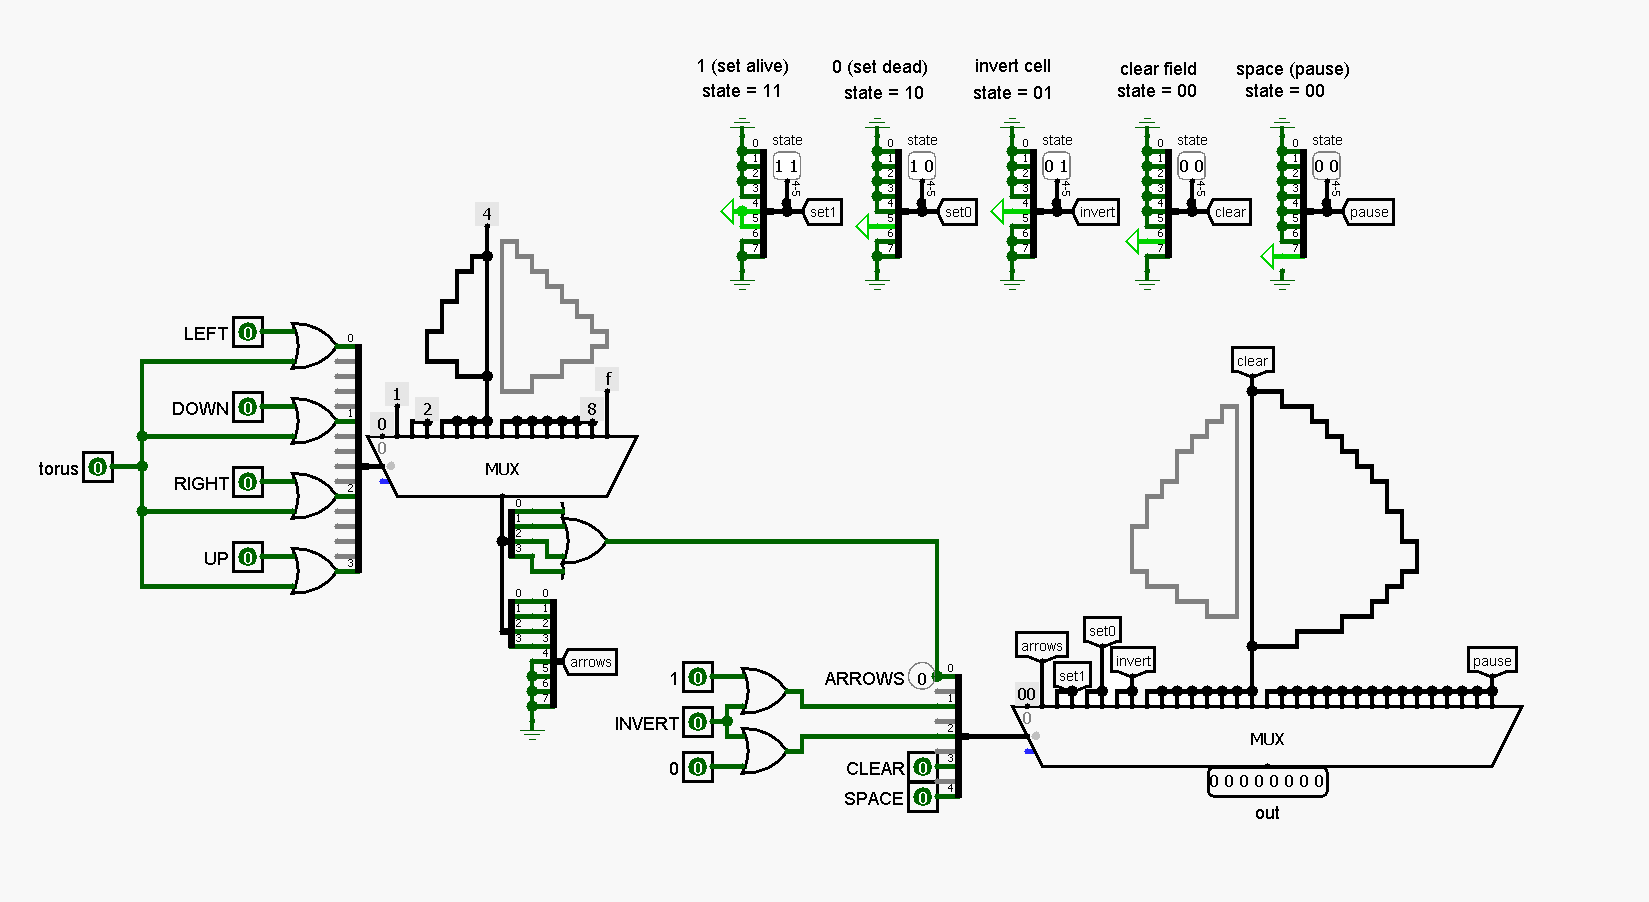 1 (set alive)
state = 11
0 (set dead)
state = 10
invert cell
state = 01
clear field
state = 00
space (pause)
state = 00
0
1
2
3
4
5
6
7
state
1 1
4-5
set1
0
1
2
3
4
5
6
7
state
1 0
4-5
set0
0
1
2
3
4
5
6
7
state
0 1
4-5
invert
0
1
2
3
4
5
6
7
state
0 0
4-5
clear
0
1
2
3
4
5
6
7
state
0 0
4-5
pause
LEFT 0
DOWN 0
torus 0
RIGHT 0
UP 0
0
1
2
3
4
0
1
2
8
f
0
MUX
0
1
2
3
0
1
2
3
0
1
2
3
4
5
6
7
arrows
1 0
INVERT 0
0 0
ARROWS 0
CLEAR 0
SPACE 0
0
1
2
3
4
clear
00
arrows
set1
set0
invert
pause
0
MUX
0 0 0 0 0 0 0 0
out